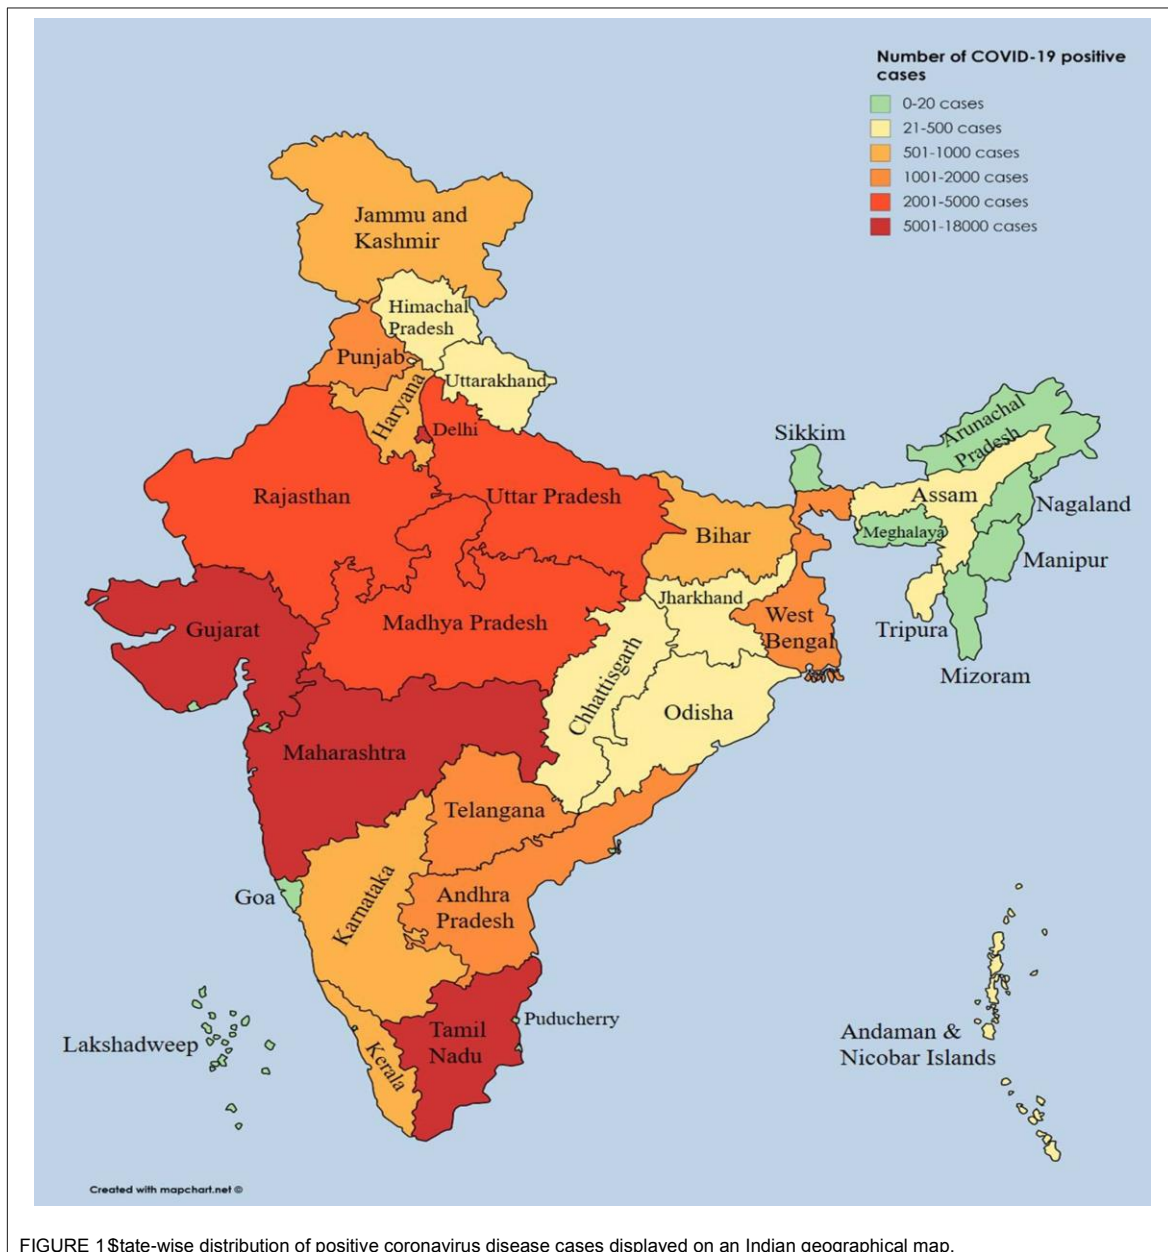 Number of COVID-19 positive
cases
0-20 cases
21-500 cases
501-1000 cases
1001-2000 cases
2001-5000 cases
5001-18000 cases
Jammu and
Kashmir
Himachal
Pradesh
Punjab
Uttarakhand
Haryana
Delhi
Sikkim
Arunachal
Pradesh
Rajasthan
Uttar Pradesh
Assam
Nagaland
Bihar
Meghalaya
Manipur
Jharkhand
Gujarat
Madhya Pradesh
West
Bengal
Tripura
Mizoram
Chhattisgarh
Odisha
Maharashtra
Telangana
Goa
Karnataka
Andhra
Pradesh
Lakshadweep
Kerala
Tamil
Nadu
Puducherry
Andaman &
Nicobar Islands
Created with mapchart.net ©
FIGURE 1 State-wise distribution of positive coronavirus disease cases displayed on an Indian geographical map.